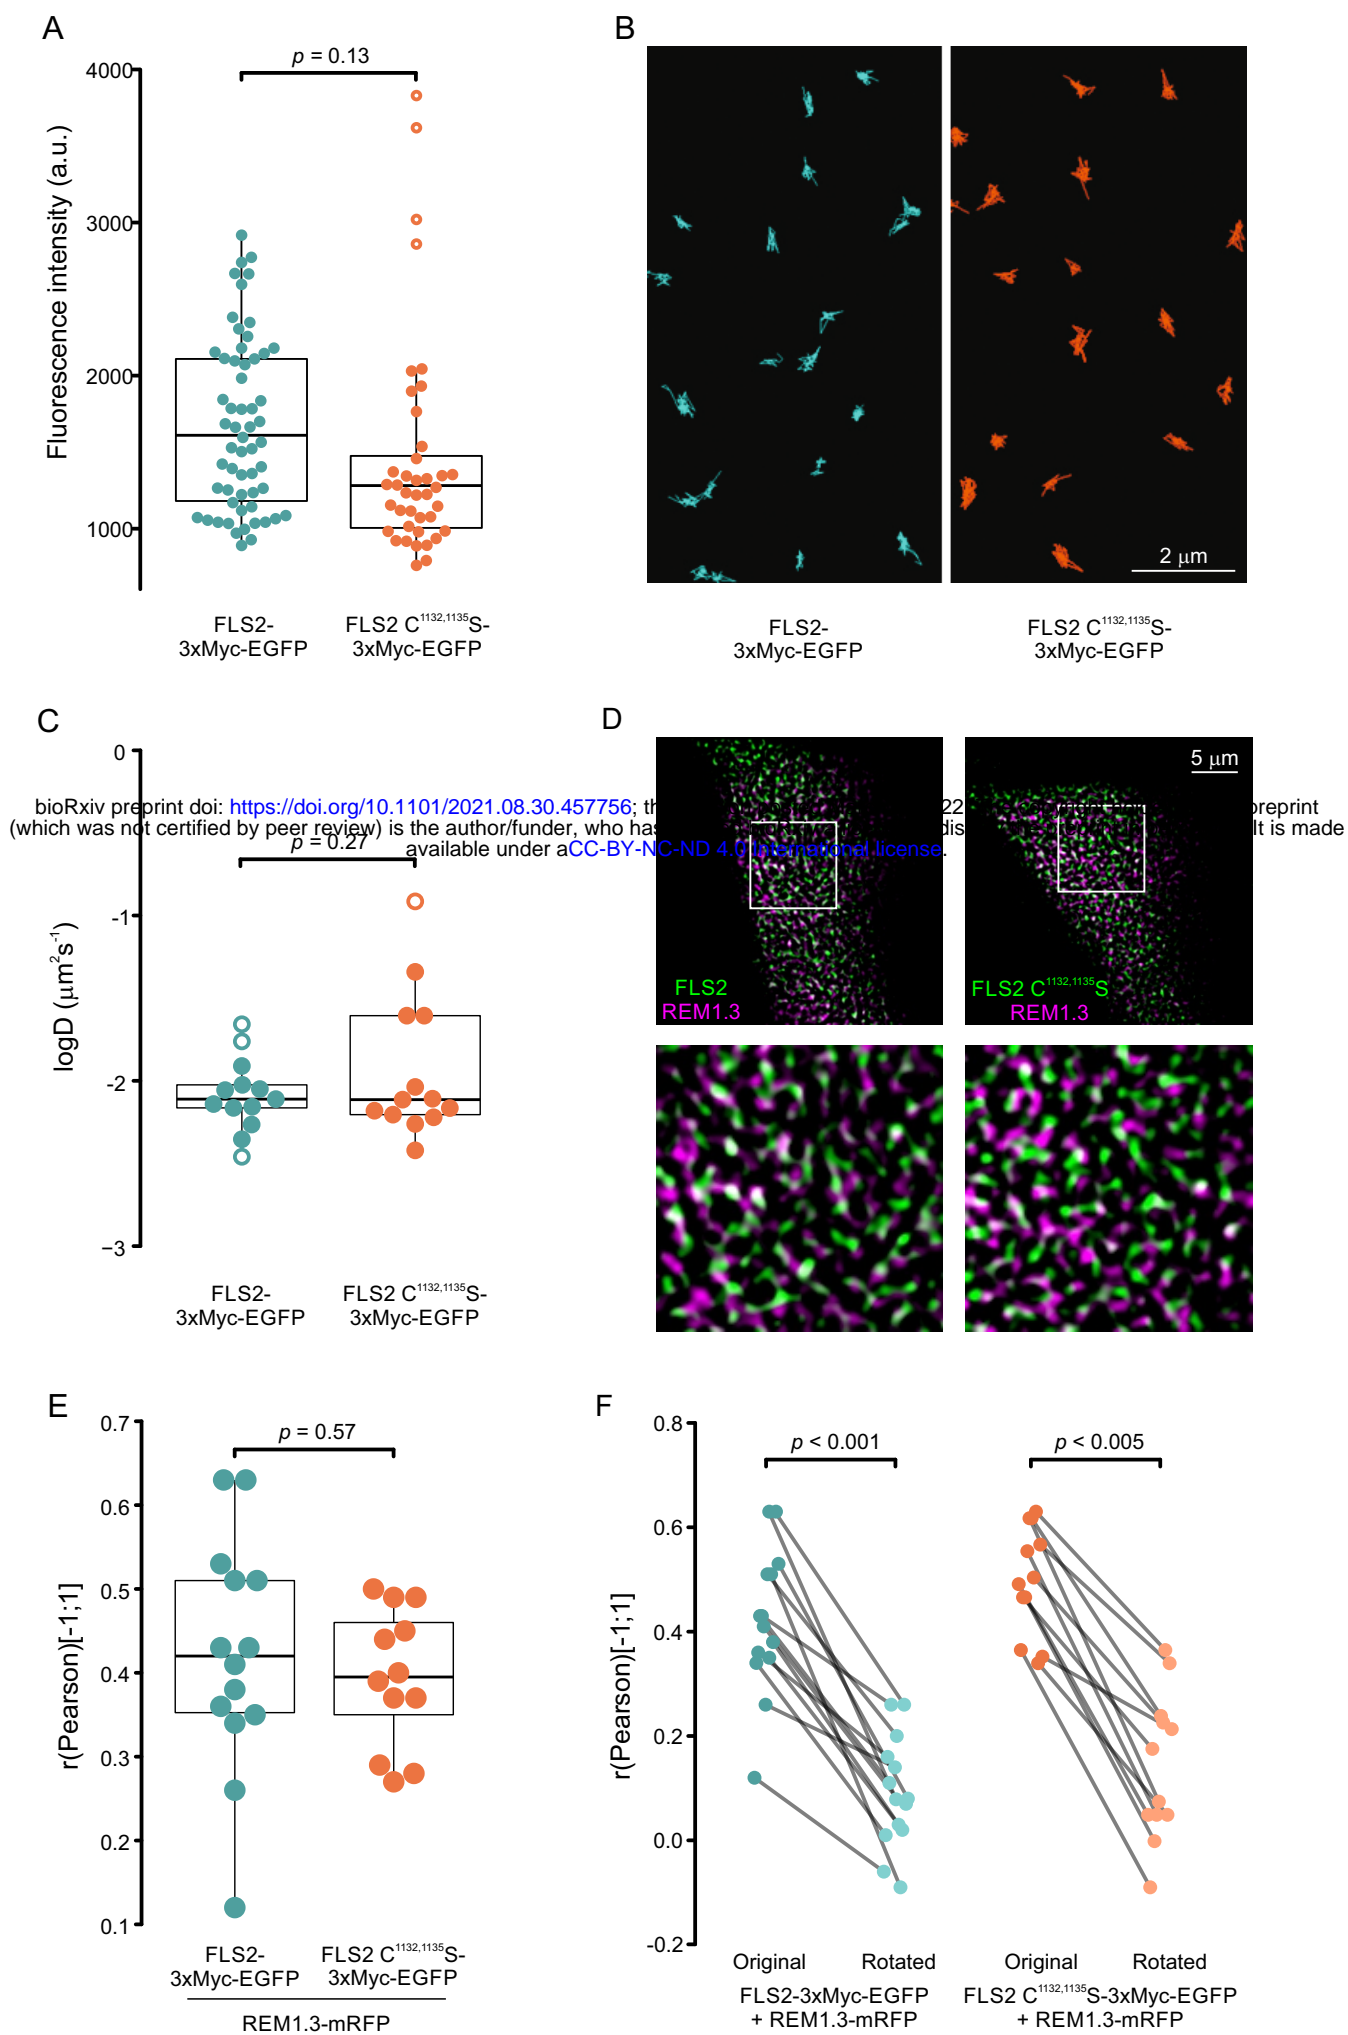 A
B
p = 0.13
4000
3000
2000
1000
Fluorescence intensity (a.u.)
FLS2-
3xMyc-EGFP
FLS2 C1132,1135S-
3xMyc-EGFP
2 μm
FLS2-
3xMyc-EGFP
FLS2 C1132,1135S-
3xMyc-EGFP
C
D
0
-1
-2
−3
logD (μm2s-1)
bioRxiv preprint doi: https://doi.org/10.1101/2021.08.30.457756; preprint
(which was not certified by peer review) is the author/funder, who has It is made
available under aCC-BY-NC-ND 4.0 International license.
p = 0.27
FLS2-
3xMyc-EGFP
FLS2 C1132,1135S-
3xMyc-EGFP
5 μm
FLS2
REM1.3
FLS2 C1132,1135S
REM1.3
E
F
0.7
0.6
0.5
0.4
0.3
0.2
0.1
r(Pearson)[-1;1]
p = 0.57
FLS2-
3xMyc-EGFP
FLS2 C1132,1135S-
3xMyc-EGFP
REM1.3-mRFP
0.8
0.6
0.4
0.2
0.0
-0.2
r(Pearson)[-1;1]
p < 0.001
p < 0.005
Original
Rotated
Original
Rotated
FLS2-3xMyc-EGFP
+ REM1.3-mRFP
FLS2 C1132,1135S-3xMyc-EGFP
+ REM1.3-mRFP